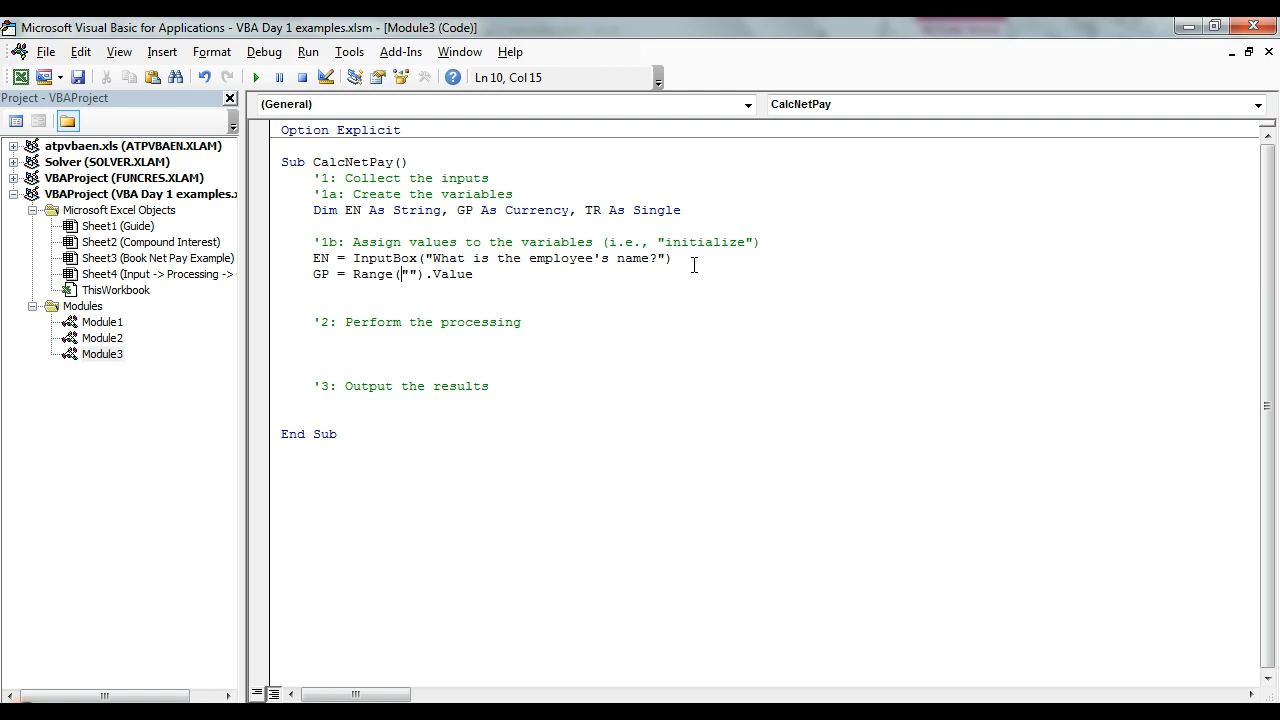 Microsoft Visual Basic for Applications - VBA Day 1 examples.xlsm - [Module3 (Code)]
File Edit View Insert Format Debug Run Tools Add-Ins Window Help
Ln 10, Col 15
Project - VBAProject
(General) CalcNetPay
atpvbaen.xls (ATPVBAEN.XLAM)
Solver (SOLVER.XLAM)
VBAProject (FUNCRES.XLAM)
VBAProject (VBA Day 1 examples.x
Microsoft Excel Objects
Sheet1 (Guide)
Sheet2 (Compound Interest)
Sheet3 (Book Net Pay Example)
Sheet4 (Input -> Processing ->
ThisWorkbook
Modules
Module1
Module2
Module3
Option Explicit
Sub CalcNetPay()
'1: Collect the inputs
'1a: Create the variables
Dim EN As String, GP As Currency, TR As Single
'1b: Assign values to the variables (i.e., "initialize")
EN = InputBox("What is the employee's name?")
GP = Range("").Value
'2: Perform the processing
'3: Output the results
End Sub